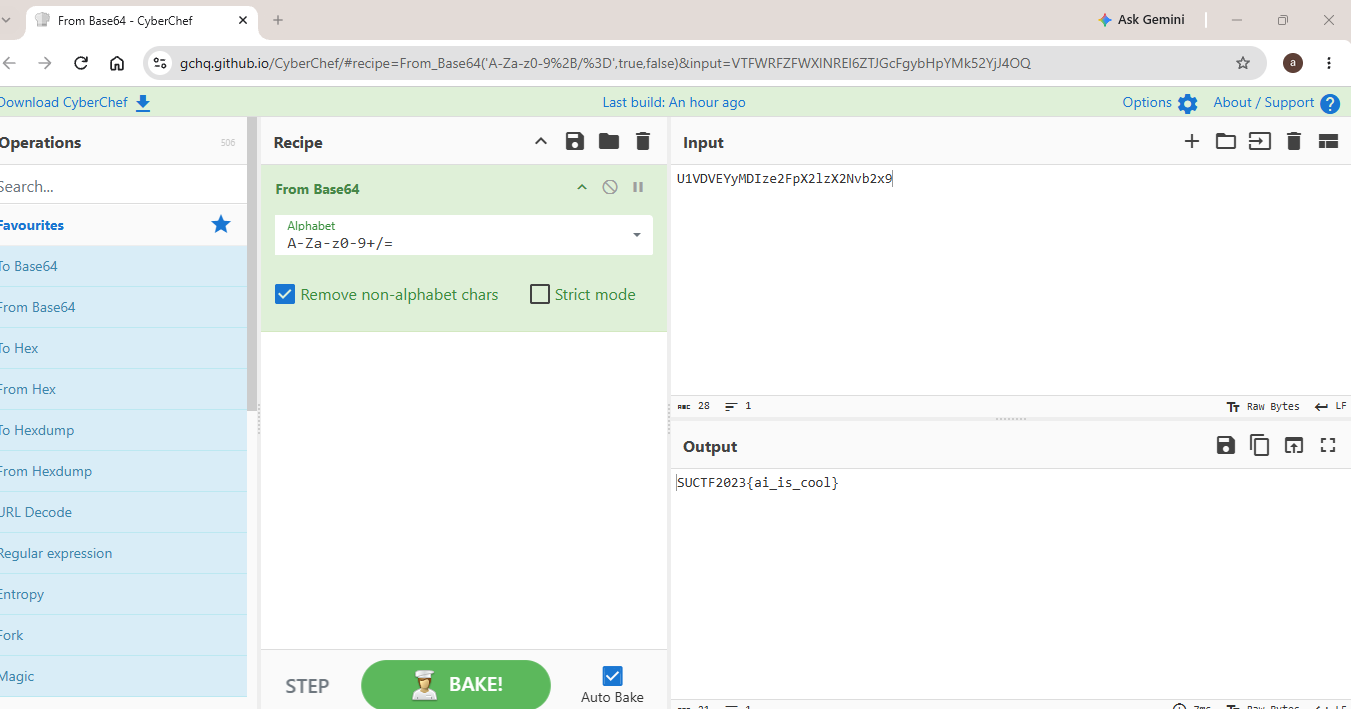 From Base64 - CyberChef
Ask Gemini
gchq.github.io/CyberChef/#recipe=From_Base64('A-Za-z0-9%2B/%3D',true,false)&input=VTFWRFZFWXlNREl6ZTJGcFgybHpYMk52YjJ4OQ
a
Download CyberChef
Last build: An hour ago
Options
About / Support
Operations
506
Recipe
Input
Search...
From Base64
U1VDVEYyMDIze2FpX2lzX2Nvb2x9
Favourites
Alphabet
A-Za-z0-9+/=
To Base64
Remove non-alphabet chars
Strict mode
From Base64
To Hex
From Hex
28
1
Raw Bytes
LF
To Hexdump
Output
From Hexdump
SUCTF2023{ai_is_cool}
URL Decode
Regular expression
Entropy
Fork
Magic
STEP
BAKE!
Auto Bake